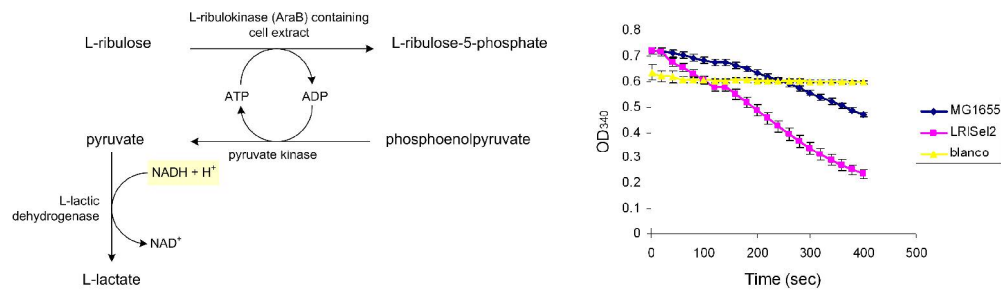 L-ribulokinase (AraB) containing
cell extract
L-ribulose
L-ribulose-5-phosphate
ATP
ADP
pyruvate
phosphoenolpyruvate
pyruvate kinase
NADH + H+
L-lactic
dehydrogenase
NAD+
L-lactate
0.8
0.7
0.6
0.5
0.4
0.3
0.2
0.1
0
OD340
0 100 200 300 400 500
Time (sec)
MG1655
LRISel2
blanco